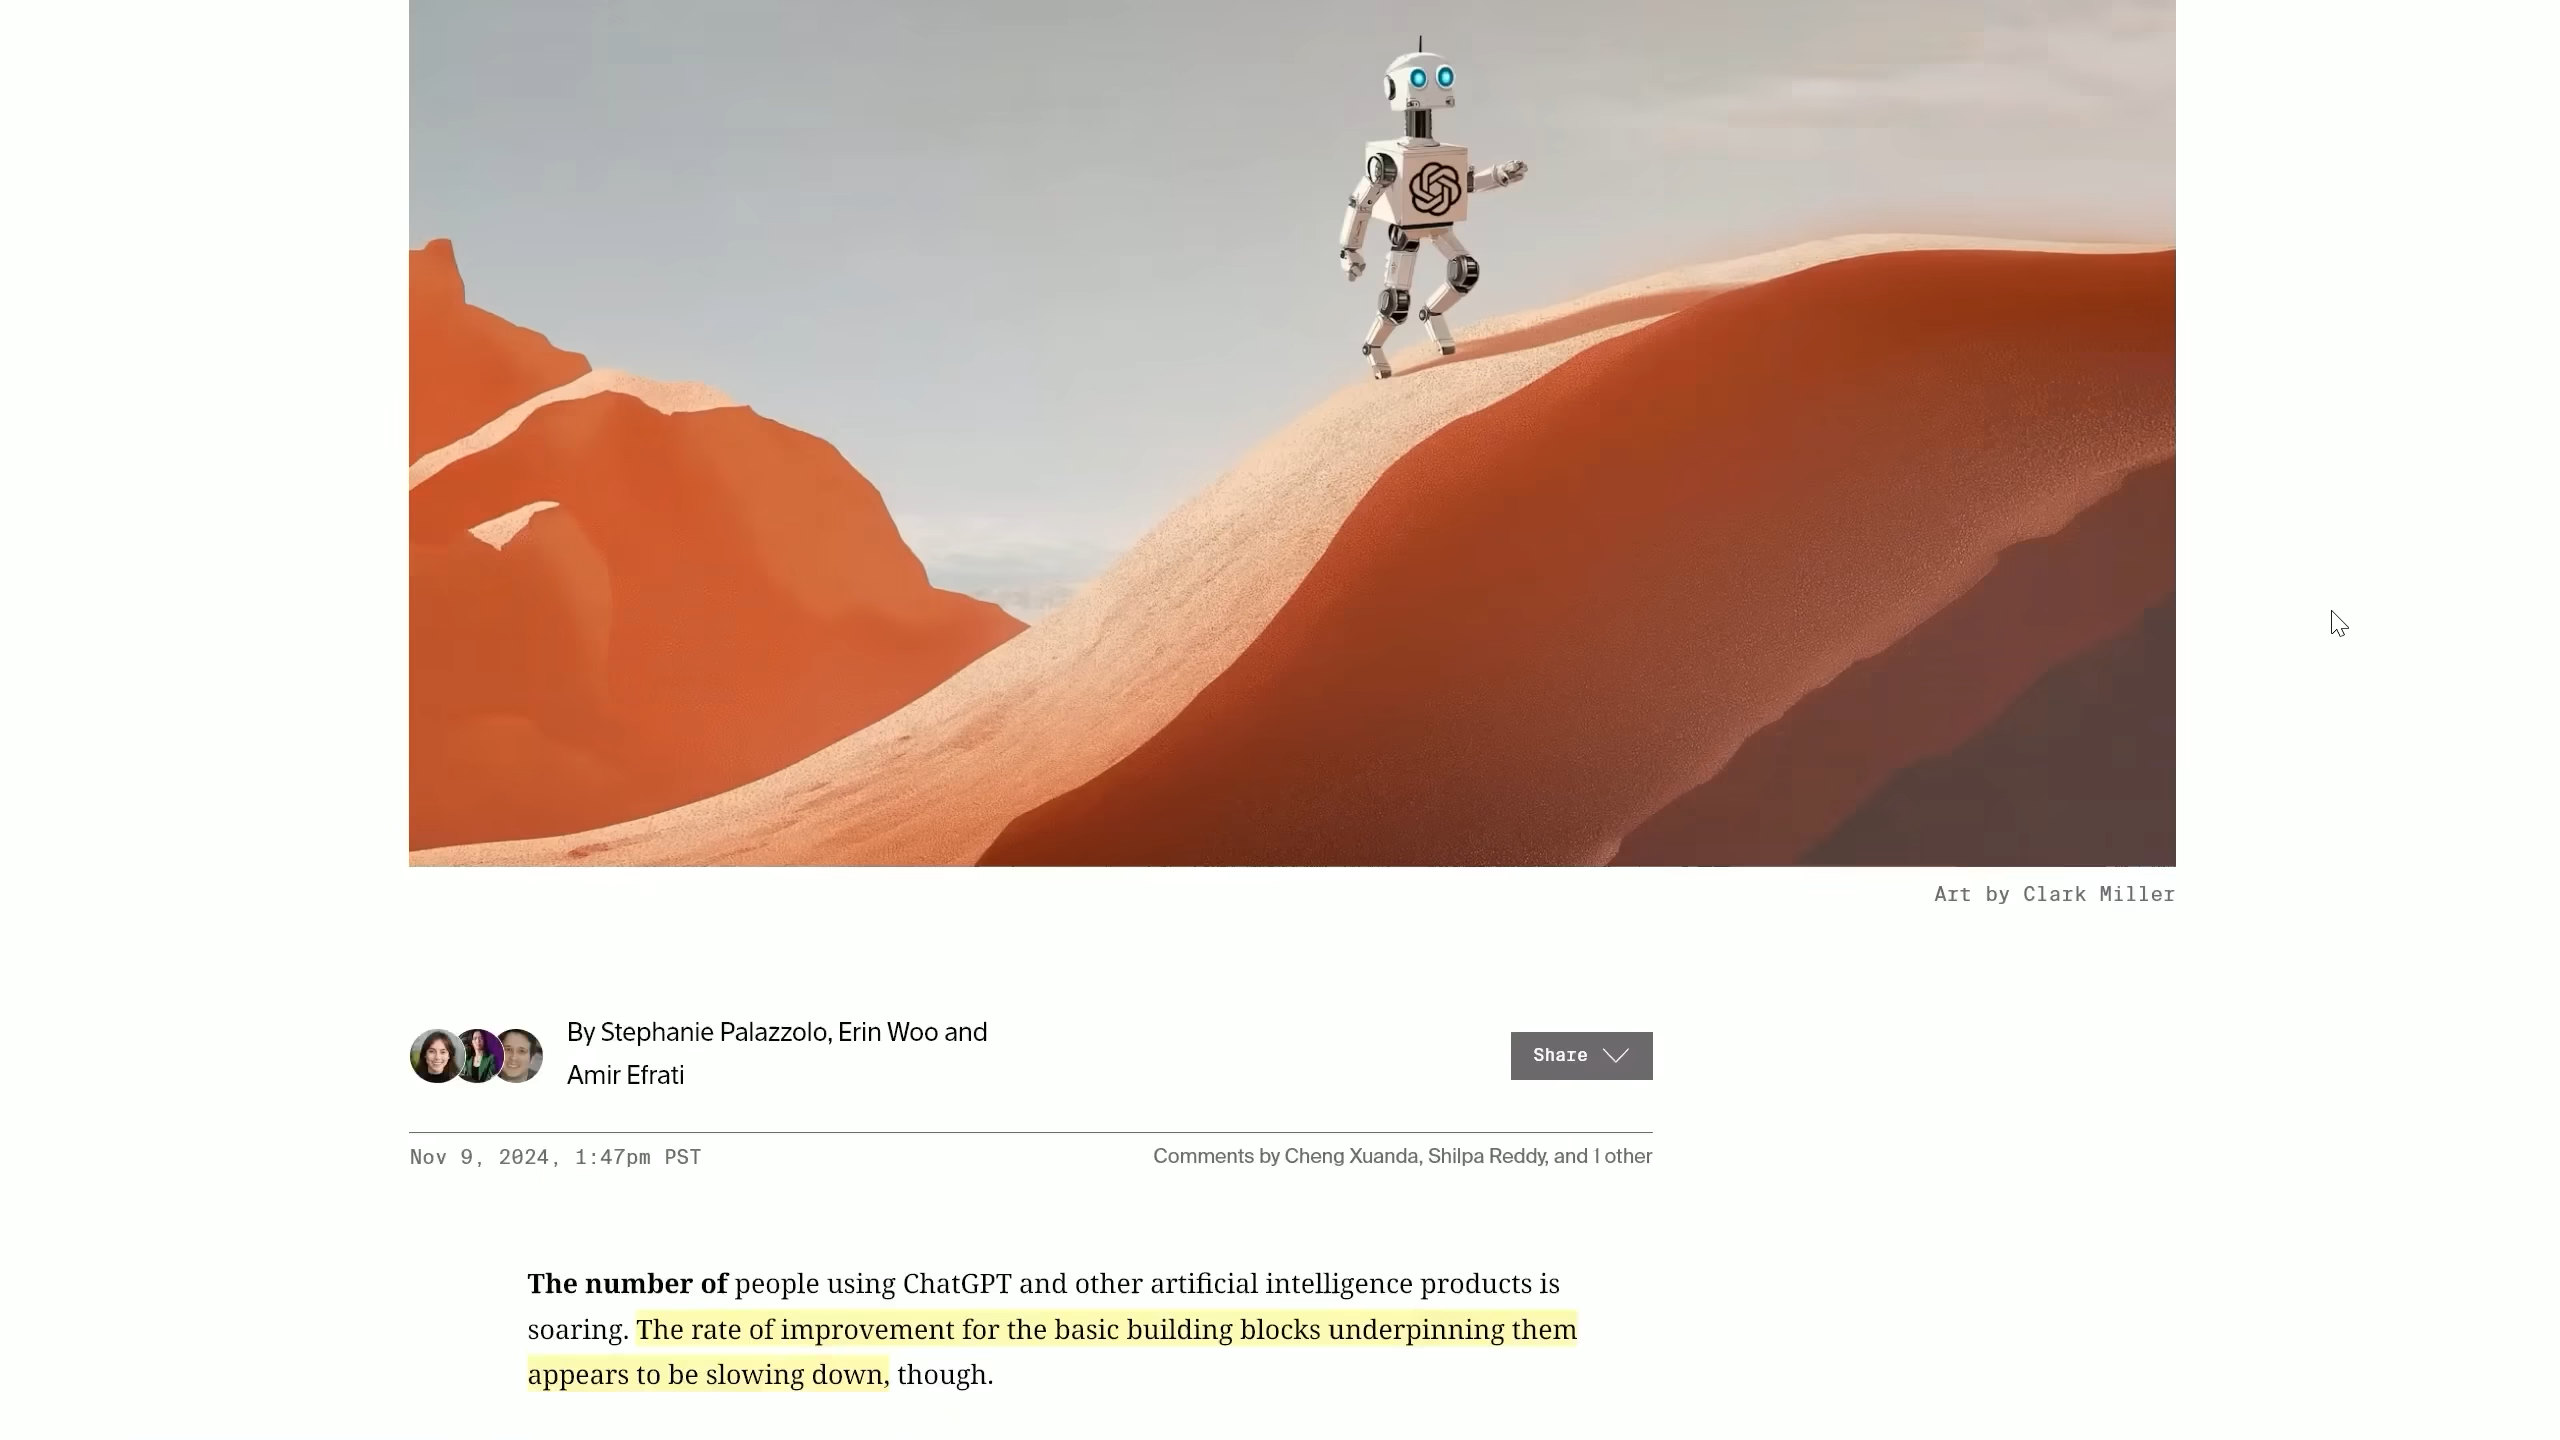 Art by Clark Miller
By Stephanie Palazzolo, Erin Woo and
Amir Efrati
Share
Nov 9, 2024, 1:47pm PST
Comments by Cheng Xuanda, Shilpa Reddy, and 1 other
The number of people using ChatGPT and other artificial intelligence products is
soaring. The rate of improvement for the basic building blocks underpinning them
appears to be slowing down, though.